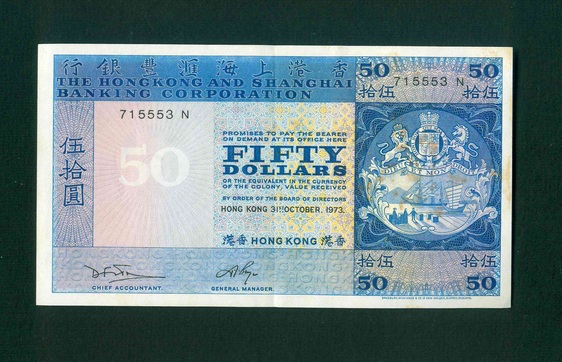 行銀豐滙海上港香
THE HONGKONG AND SHANGHAI
BANKING CORPORATION
50
50
715553 N
拾伍
拾伍
715553 N
PROMISES TO PAY THE BEARER
ON DEMAND AT ITS OFFICE HERE
FIFTY
DOLLARS
OR THE EQUIVALENT IN THE CURRENCY
OF THE COLONY, VALUE RECEIVED
BY ORDER OF THE BOARD OF DIRECTORS
HONG KONG 31ST OCTOBER, 1973.
港香 HONG KONG 港香
伍拾圓
50
DIEU ET MON DROIT
拾伍
拾伍
50
50
CHIEF ACCOUNTANT.
GENERAL MANAGER.